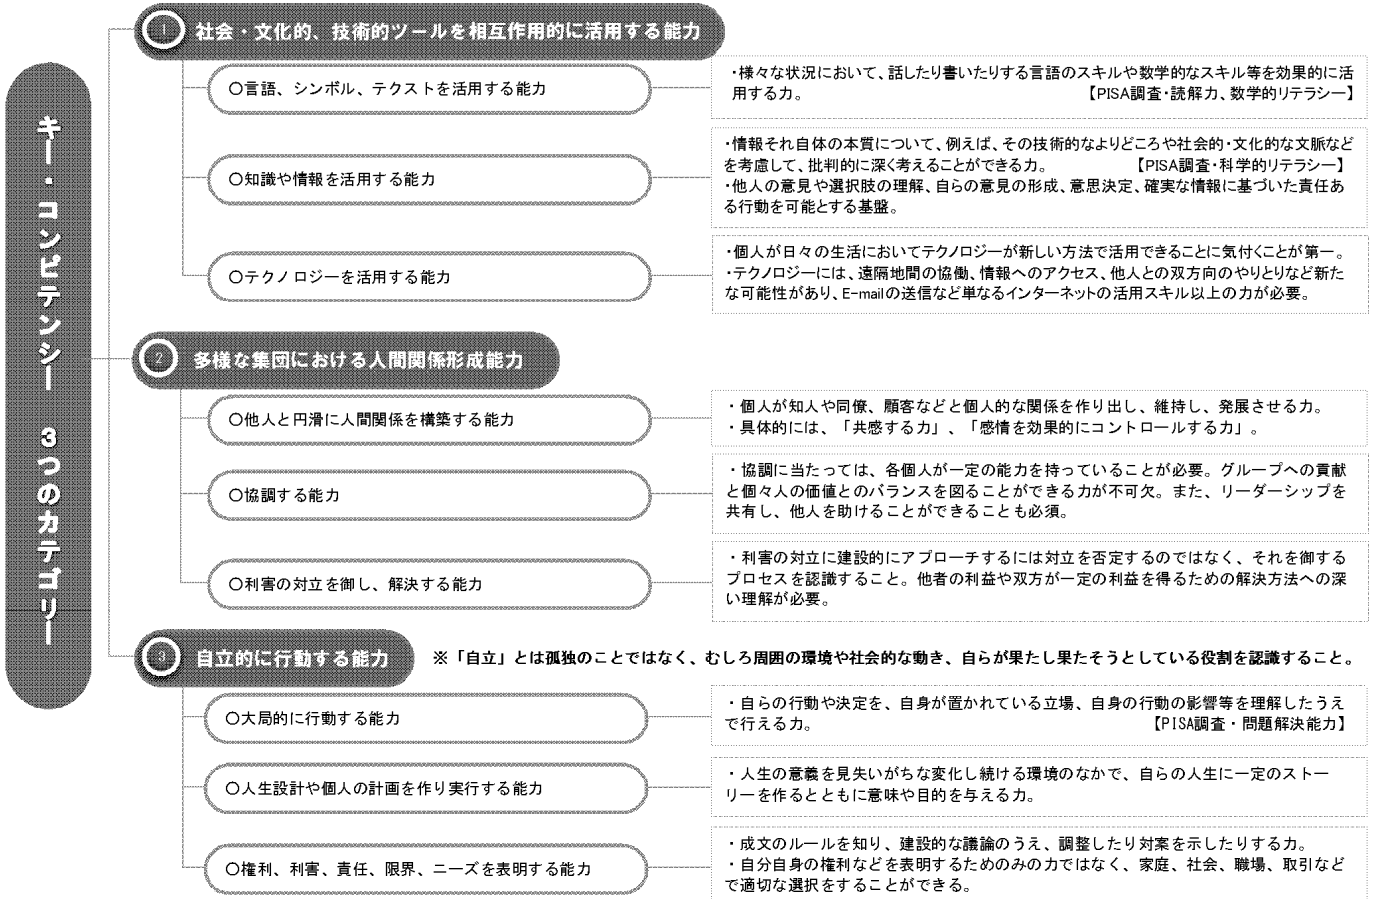 キー・コンピテンシー　３つのカテゴリー
1 社会・文化的、技術的ツールを相互作用的に活用する能力
○言語、シンボル、テクストを活用する能力
・様々な状況において、話したり書いたりする言語のスキルや数学的なスキル等を効果的に活
用する力。　【PISA調査・読解力、数学的リテラシー】
○知識や情報を活用する能力
・情報それ自体の本質について、例えば、その技術的なよりどころや社会的・文化的な文脈など
を考慮して、批判的に深く考えることができる力。　【PISA調査・科学的リテラシー】
・他人の意見や選択肢の理解、自らの意見の形成、意思決定、確実な情報に基づいた責任あ
る行動を可能とする基盤。
○テクノロジーを活用する能力
・個人が日々の生活においてテクノロジーが新しい方法で活用できることに気付くことが第一。
・テクノロジーには、遠隔地間の協働、情報へのアクセス、他人との双方向のやりとりなど新た
な可能性があり、E-mailの送信など単なるインターネットの活用スキル以上の力が必要。
2 多様な集団における人間関係形成能力
○他人と円滑に人間関係を構築する能力
・個人が知人や同僚、顧客などと個人的な関係を作り出し、維持し、発展させる力。
・具体的には、「共感する力」、「感情を効果的にコントロールする力」。
○協調する能力
・協調に当たっては、各個人が一定の能力を持っていることが必要。グループへの貢献
と個々人の価値とのバランスを図ることができる力が不可欠。また、リーダーシップを
共有し、他人を助けることができることも必須。
○利害の対立を御し、解決する能力
・利害の対立に建設的にアプローチするには対立を否定するのではなく、それを御する
プロセスを認識すること。他者の利益や双方が一定の利益を得るための解決方法への深
い理解が必要。
3 自立的に行動する能力
※「自立」とは孤独のことではなく、むしろ周囲の環境や社会的な動き、自らが果たし果たそうとしている役割を認識すること。
○大局的に行動する能力
・自らの行動や決定を、自身が置かれている立場、自身の行動の影響等を理解したうえ
で行える力。　【PISA調査・問題解決能力】
○人生設計や個人の計画を作り実行する能力
・人生の意義を見失いがちな変化し続ける環境のなかで、自らの人生に一定のストー
リーを作るとともに意味や目的を与える力。
○権利、利害、責任、限界、ニーズを表明する能力
・成文のルールを知り、建設的な議論のうえ、調整したり対案を示したりする力。
・自分自身の権利などを表明するためのみの力ではなく、家庭、社会、職場、取引など
で適切な選択をすることができる。